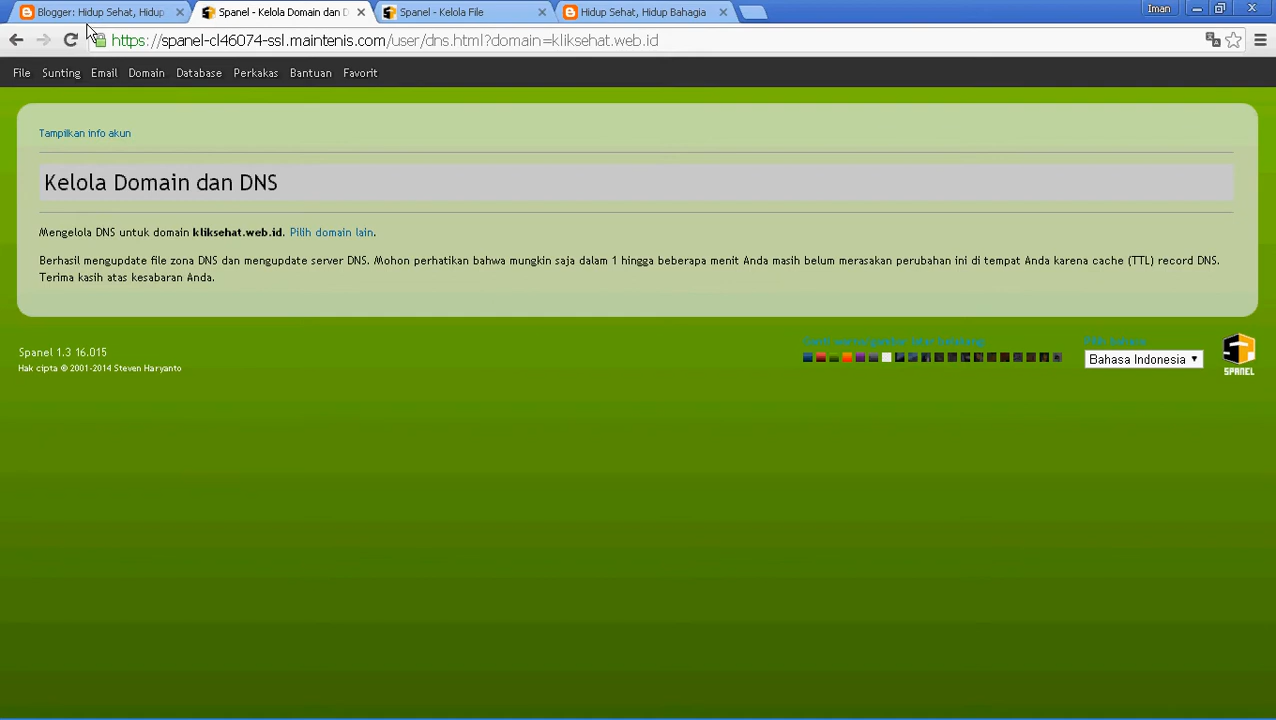 Blogger: Hidup Sehat, Hidup
Spanel - Kelola Domain dan D
Spanel - Kelola File
Hidup Sehat, Hidup Bahagia
Iman
https://spanel-cl46074-ssl.maintenis.com/user/dns.html?domain=kliksehat.web.id
File Sunting Email Domain Database Perkakas Bantuan Favorit
Tampilkan info akun
Kelola Domain dan DNS
Mengelola DNS untuk domain kliksehat.web.id. Pilih domain lain.
Berhasil mengupdate file zona DNS dan mengupdate server DNS. Mohon perhatikan bahwa mungkin saja dalam 1 hingga beberapa menit Anda masih belum merasakan perubahan ini di tempat Anda karena cache (TTL) record DNS.
Terima kasih atas kesabaran Anda.
Spanel 1.3 16.015
Hak cipta © 2001-2014 Steven Haryanto
Pilih bahasa
Bahasa Indonesia
SPANEL